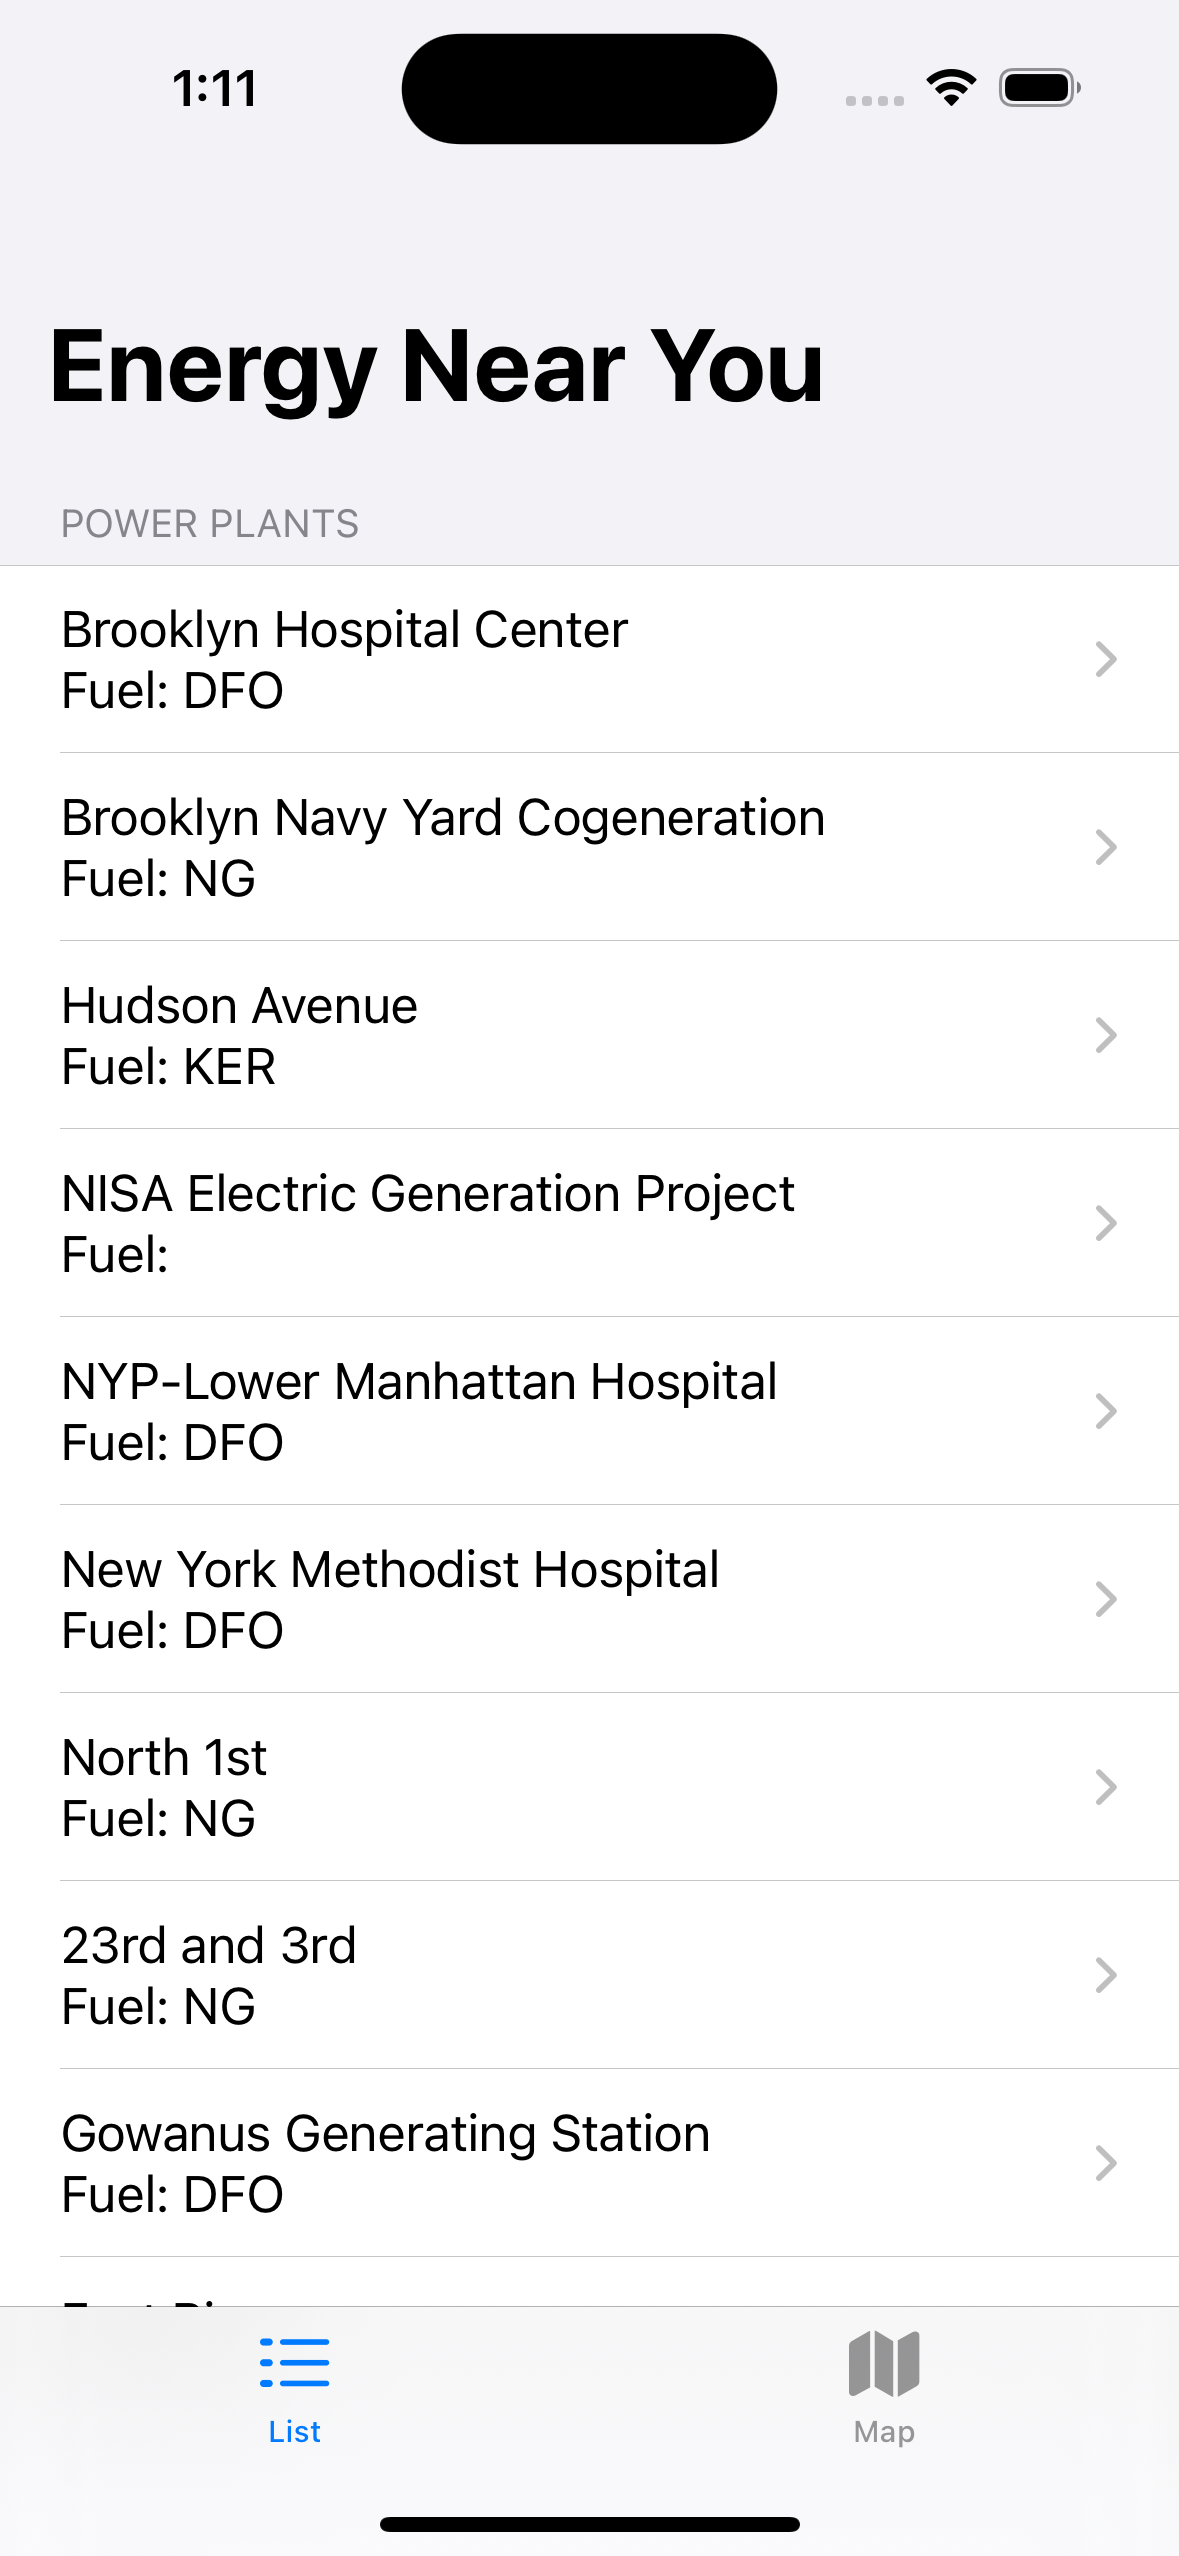 1:11
Energy Near You
POWER PLANTS
Brooklyn Hospital Center
Fuel: DFO
Brooklyn Navy Yard Cogeneration
Fuel: NG
Hudson Avenue
Fuel: KER
NISA Electric Generation Project
Fuel:
NYP-Lower Manhattan Hospital
Fuel: DFO
New York Methodist Hospital
Fuel: DFO
North 1st
Fuel: NG
23rd and 3rd
Fuel: NG
Gowanus Generating Station
Fuel: DFO
List
Map